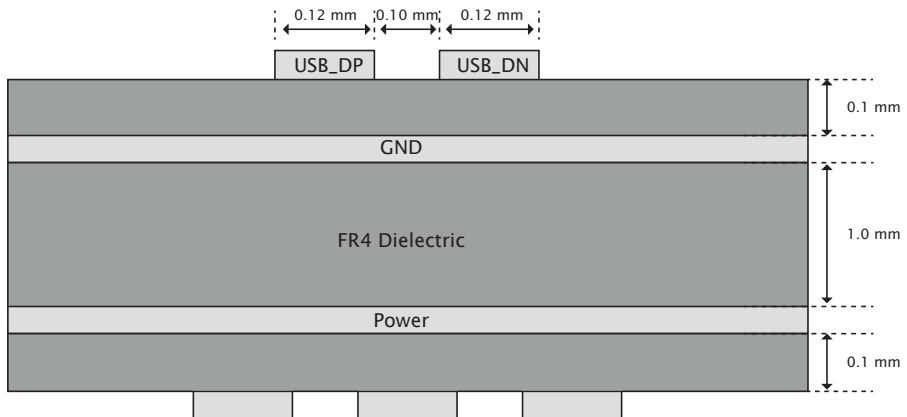 0.12 mm 0.10 mm 0.12 mm
USB_DP USB_DN
0.1 mm
GND
FR4 Dielectric 1.0 mm
Power
0.1 mm